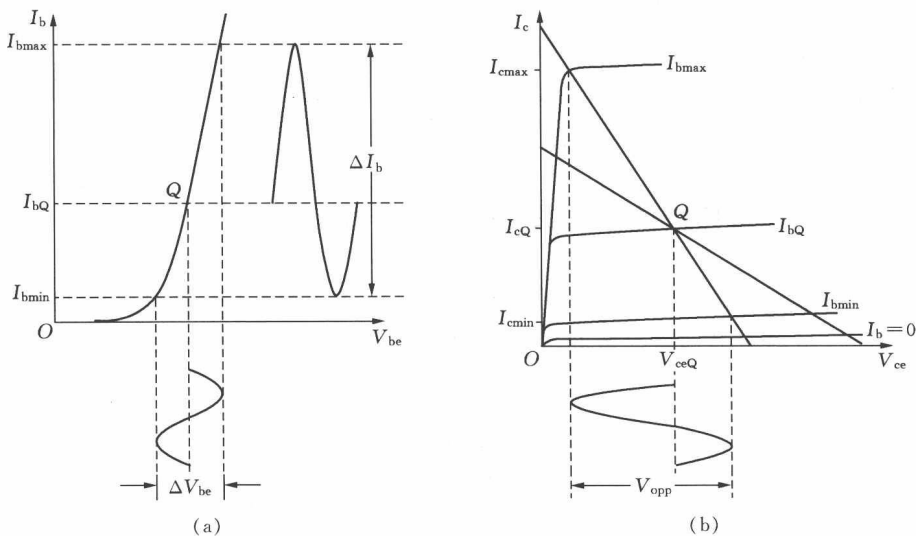 I_b
I_bmax
ΔI_b
Q
I_bQ
I_bmin
O
V_be
ΔV_be
(a)
I_c
I_cmax
I_bmax
Q
I_cQ
I_bQ
I_bmin
I_cmin
I_b=0
O
V_ceQ
V_ce
V_opp
(b)